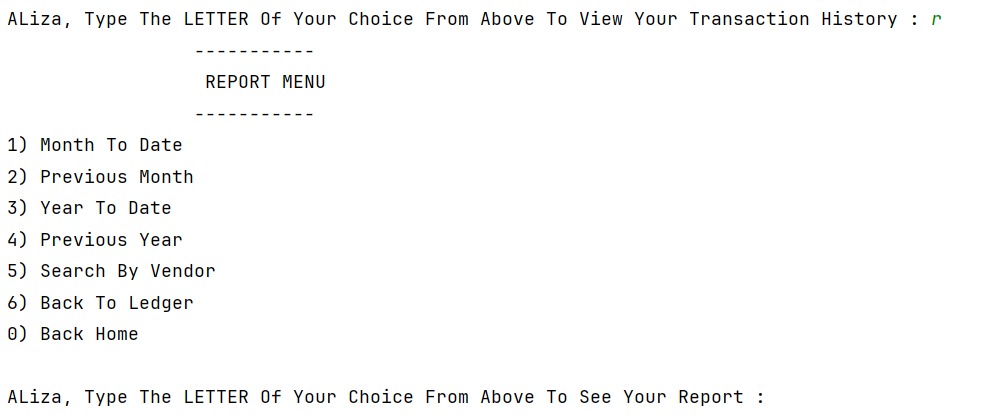 ALiza, Type The LETTER Of Your Choice From Above To View Your Transaction History : r
-----------
REPORT MENU
-----------
1) Month To Date
2) Previous Month
3) Year To Date
4) Previous Year
5) Search By Vendor
6) Back To Ledger
0) Back Home
ALiza, Type The LETTER Of Your Choice From Above To See Your Report :